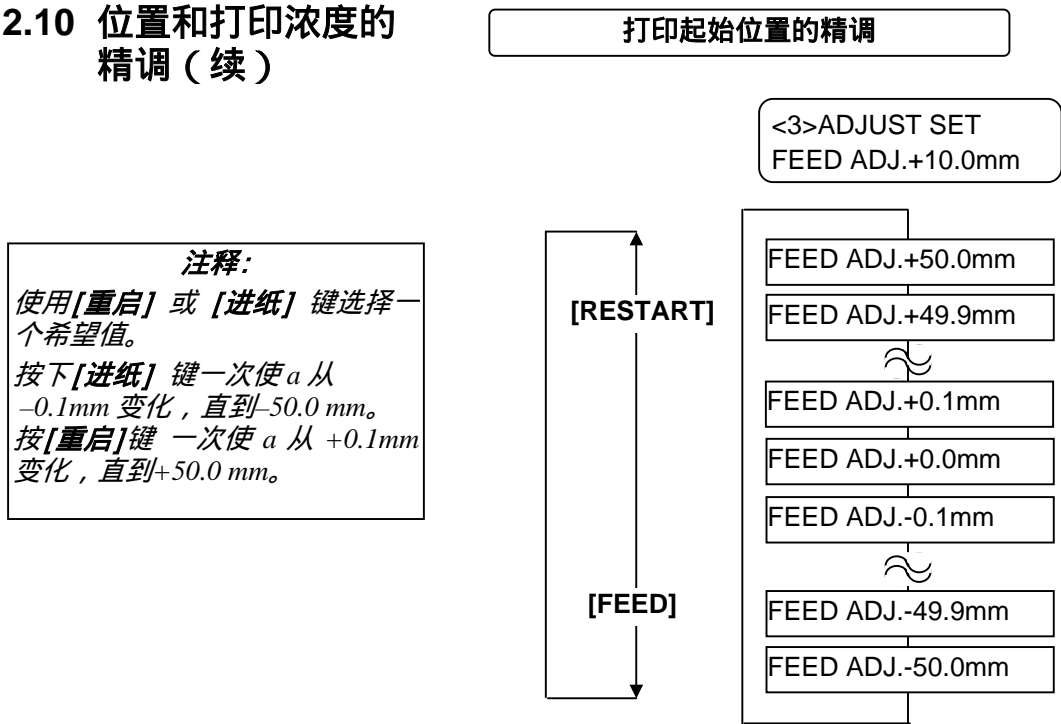 2.10 位置和打印浓度的
精调（续）
打印起始位置的精调
<3>ADJUST SET
FEED ADJ.+10.0mm
注释:
使用[重启] 或 [进纸] 键选择一
个希望值。
按下[进纸] 键一次使 a 从
–0.1mm 变化，直到–50.0 mm。
按[重启]键 一次使 a 从 +0.1mm
变化，直到+50.0 mm。
[RESTART]
[FEED]
FEED ADJ.+50.0mm
FEED ADJ.+49.9mm
FEED ADJ.+0.1mm
FEED ADJ.+0.0mm
FEED ADJ.-0.1mm
FEED ADJ.-49.9mm
FEED ADJ.-50.0mm